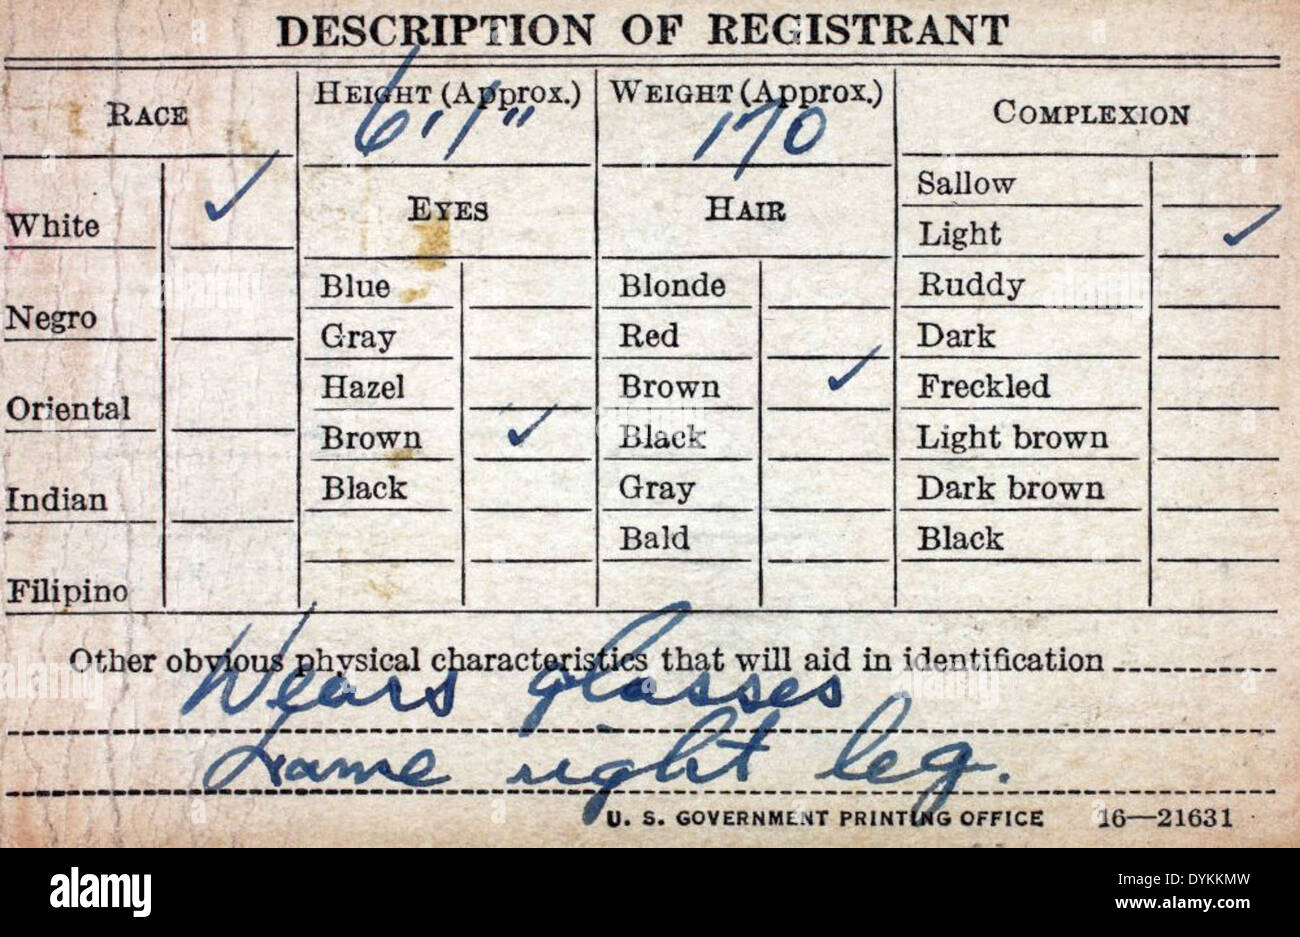 DESCRIPTION OF REGISTRANT
RACE
HEIGHT (Approx.)
6'1"
WEIGHT (Approx.)
170
COMPLEXION
White ✓
Negro
Oriental
Indian
Filipino
EYES
Blue
Gray
Hazel
Brown ✓
Black
HAIR
Blonde
Red
Brown ✓
Black
Gray
Bald
Sallow
Light ✓
Ruddy
Dark
Freckled
Light brown
Dark brown
Black
Other obvious physical characteristics that will aid in identification
Wears glasses
Lame right leg.
U. S. GOVERNMENT PRINTING OFFICE 16—21631
alamy
Image ID: DYKKMW
www.alamy.com